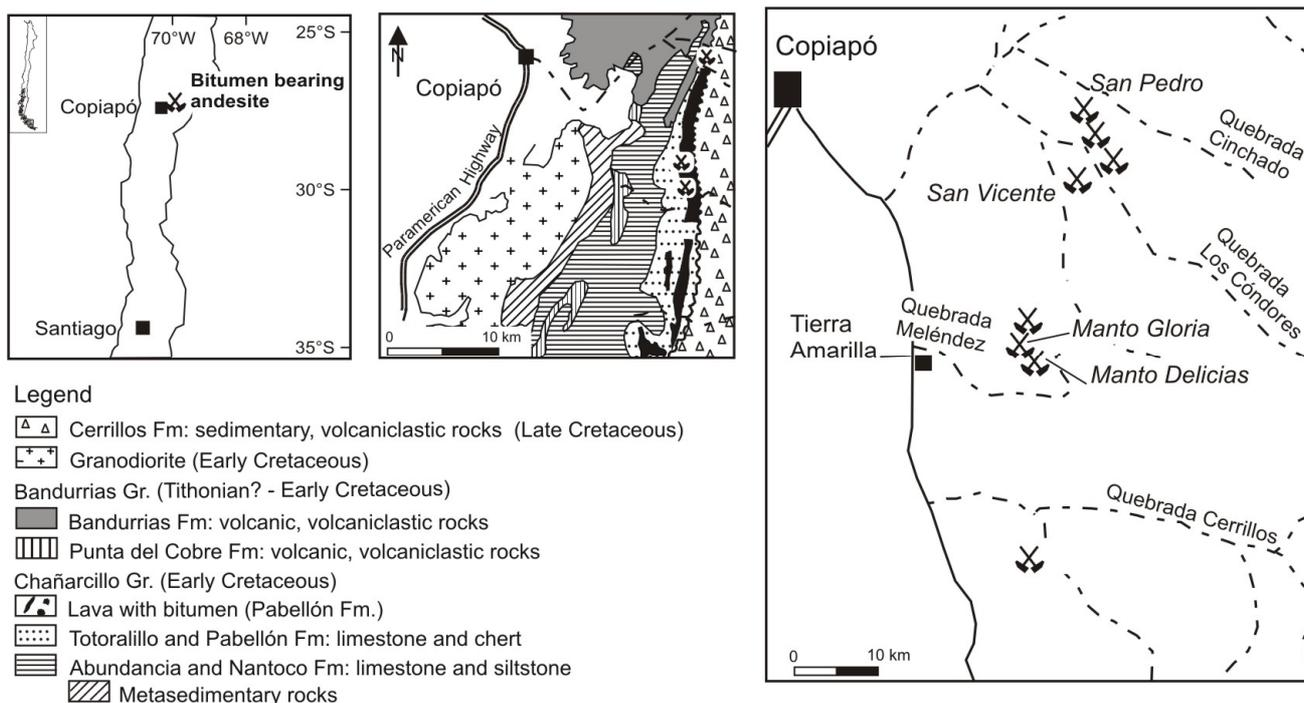 70°W 68°W 25°S
Bitumen bearing
andesite
Copiapó
30°S
Santiago
35°S
N
Copiapó
Paramerican Highway
0 10 km
Copiapó
San Pedro
Quebrada
Cinchado
San Vicente
Quebrada
Los Cóndores
Quebrada
Meléndez
Tierra
Amarilla
Manto Gloria
Manto Delicias
Quebrada Cerrillos
0 10 km
Legend
Cerrillos Fm: sedimentary, volcaniclastic rocks (Late Cretaceous)
Granodiorite (Early Cretaceous)
Bandurrias Gr. (Tithonian? - Early Cretaceous)
Bandurrias Fm: volcanic, volcaniclastic rocks
Punta del Cobre Fm: volcanic, volcaniclastic rocks
Chañarcillo Gr. (Early Cretaceous)
Lava with bitumen (Pabellón Fm.)
Totoralillo and Pabellón Fm: limestone and chert
Abundancia and Nantoco Fm: limestone and siltstone
Metasedimentary rocks